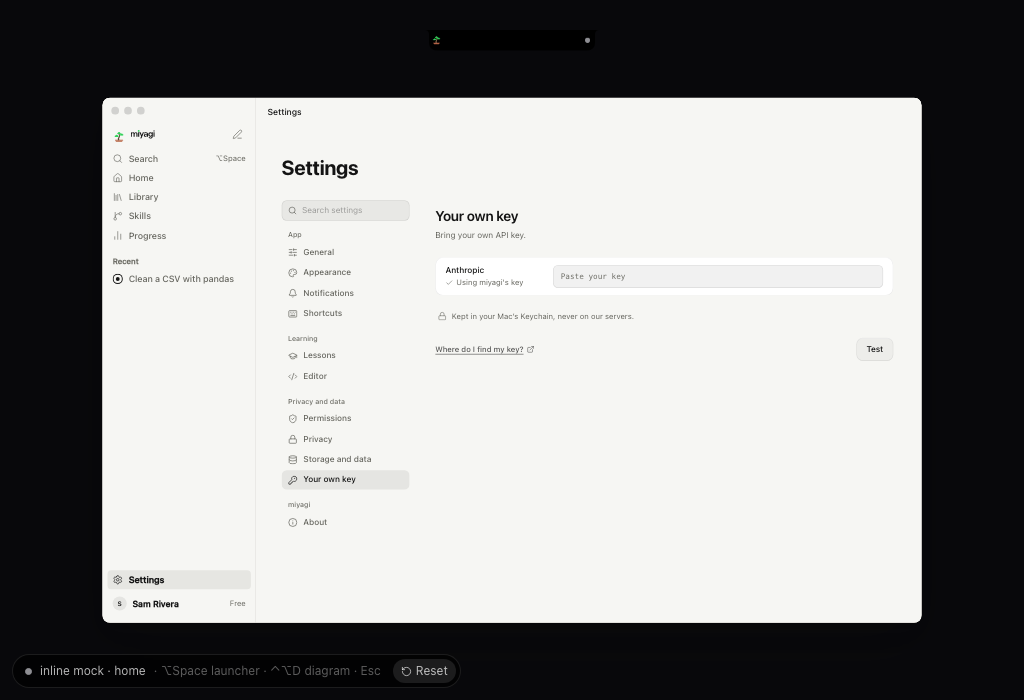 Settings
miyagi
Search ⌥Space
Home
Library
Skills
Progress
Recent
Clean a CSV with pandas
Settings
S Sam Rivera Free
Settings
Search settings
App
General
Appearance
Notifications
Shortcuts
Learning
Lessons
Editor
Privacy and data
Permissions
Privacy
Storage and data
Your own key
miyagi
About
Your own key
Bring your own API key.
Anthropic
Using miyagi's key
Paste your key
Kept in your Mac's Keychain, never on our servers.
Where do I find my key?
Test
inline mock · home · ⌥Space launcher · ^⌥D diagram · Esc Reset